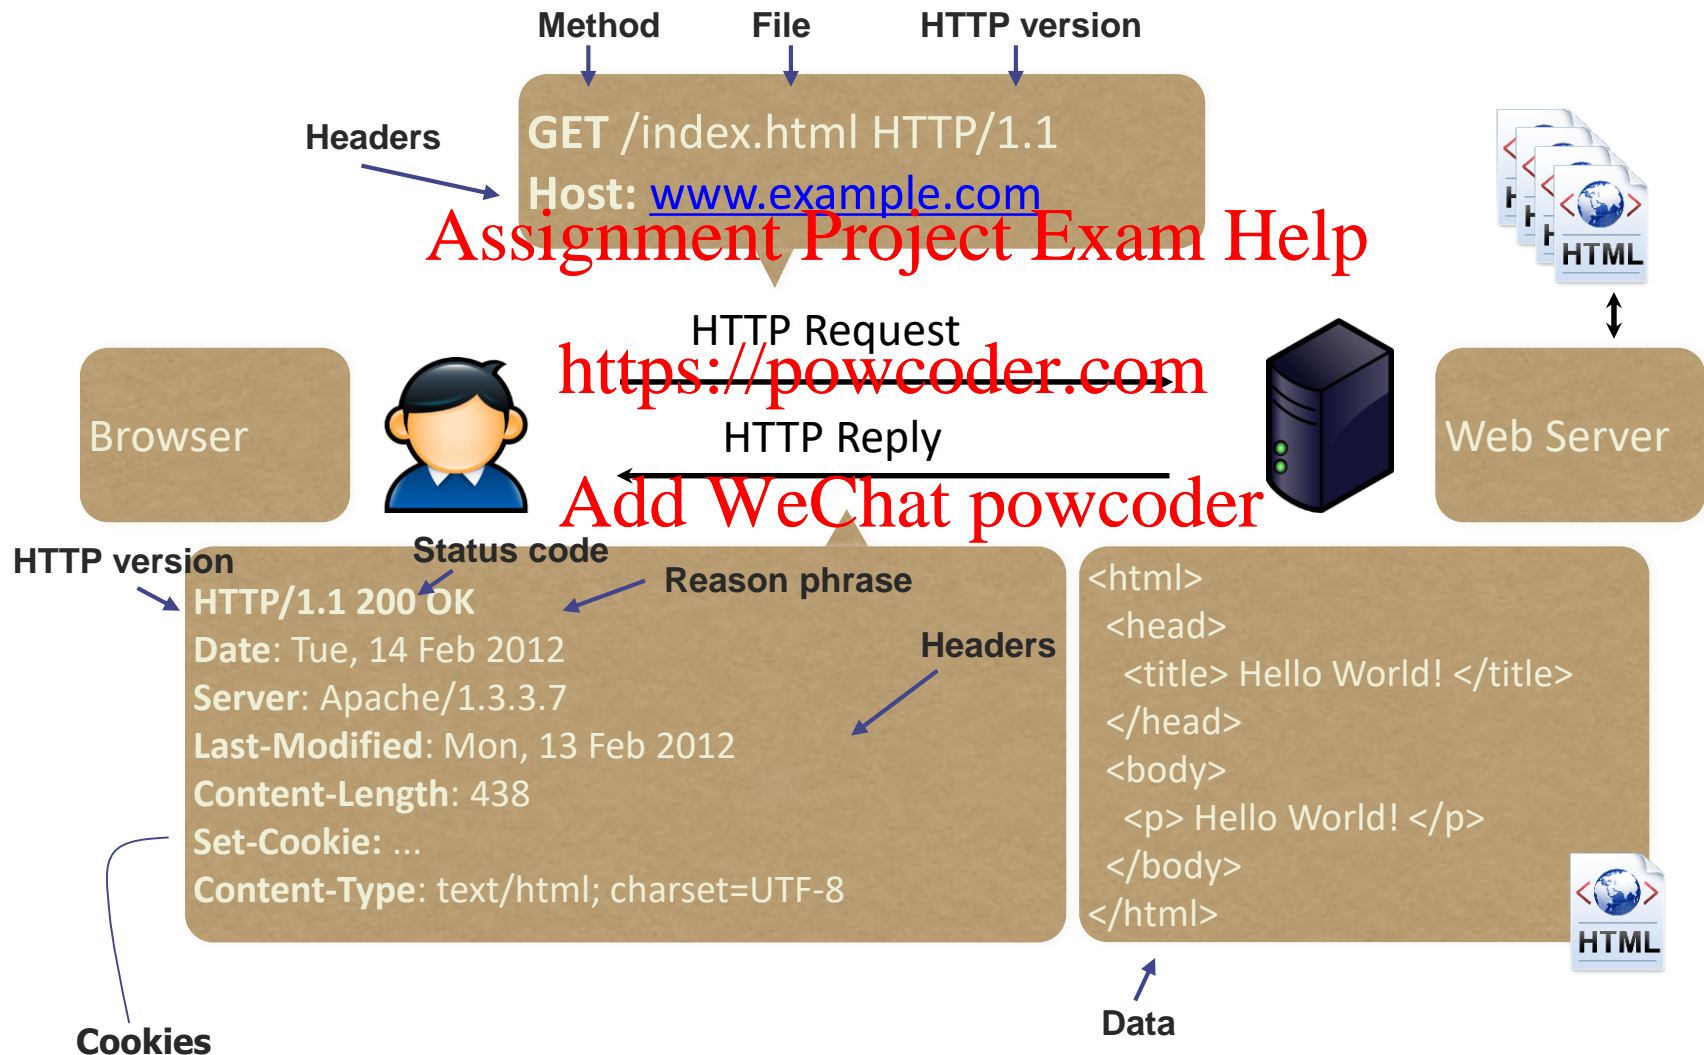 Method File HTTP version
Headers
GET /index.html HTTP/1.1
Host: www.example.com
Assignment Project Exam Help
HTML
HTTP Request
https://powcoder.com
Browser
HTTP Reply
Web Server
Add WeChat powcoder
HTTP version
Status code
Reason phrase
HTTP/1.1 200 OK
Date: Tue, 14 Feb 2012
Headers
Server: Apache/1.3.3.7
Last-Modified: Mon, 13 Feb 2012
Content-Length: 438
Set-Cookie: ...
Content-Type: text/html; charset=UTF-8
<html>
<head>
<title> Hello World! </title>
</head>
<body>
<p> Hello World! </p>
</body>
</html>
HTML
Data
Cookies